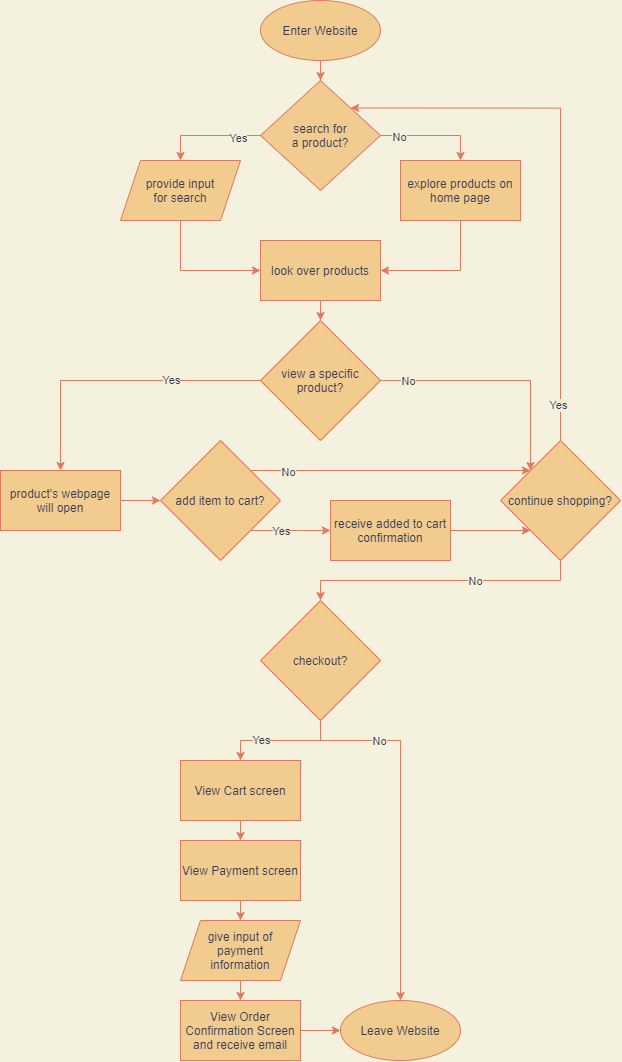 Enter Website
search for
a product?
Yes
No
provide input
for search
explore products on
home page
look over products
view a specific
product?
Yes
No
Yes
product's webpage
will open
add item to cart?
No
Yes
receive added to cart
confirmation
continue shopping?
No
checkout?
Yes
No
View Cart screen
View Payment screen
give input of
payment
information
View Order
Confirmation Screen
and receive email
Leave Website